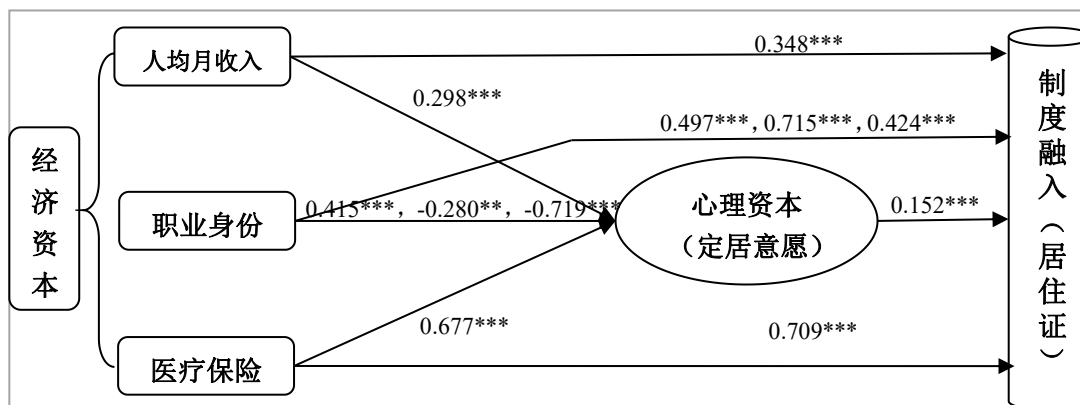 经济资本
人均月收入
职业身份
医疗保险
0.348***
0.298***
0.497***，0.715***，0.424***
0.415***，-0.280**，-0.719***
心理资本
（定居意愿）
0.152***
0.677***
0.709***
制度融入（居住证）